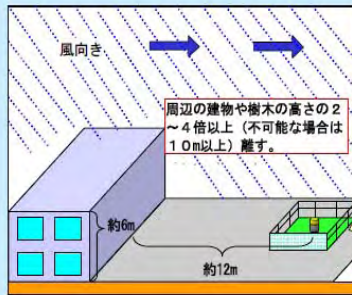 風向き
周辺の建物や樹木の高さの2
～4倍以上（不可能な場合は
10m以上）離す。
約6m
約12m